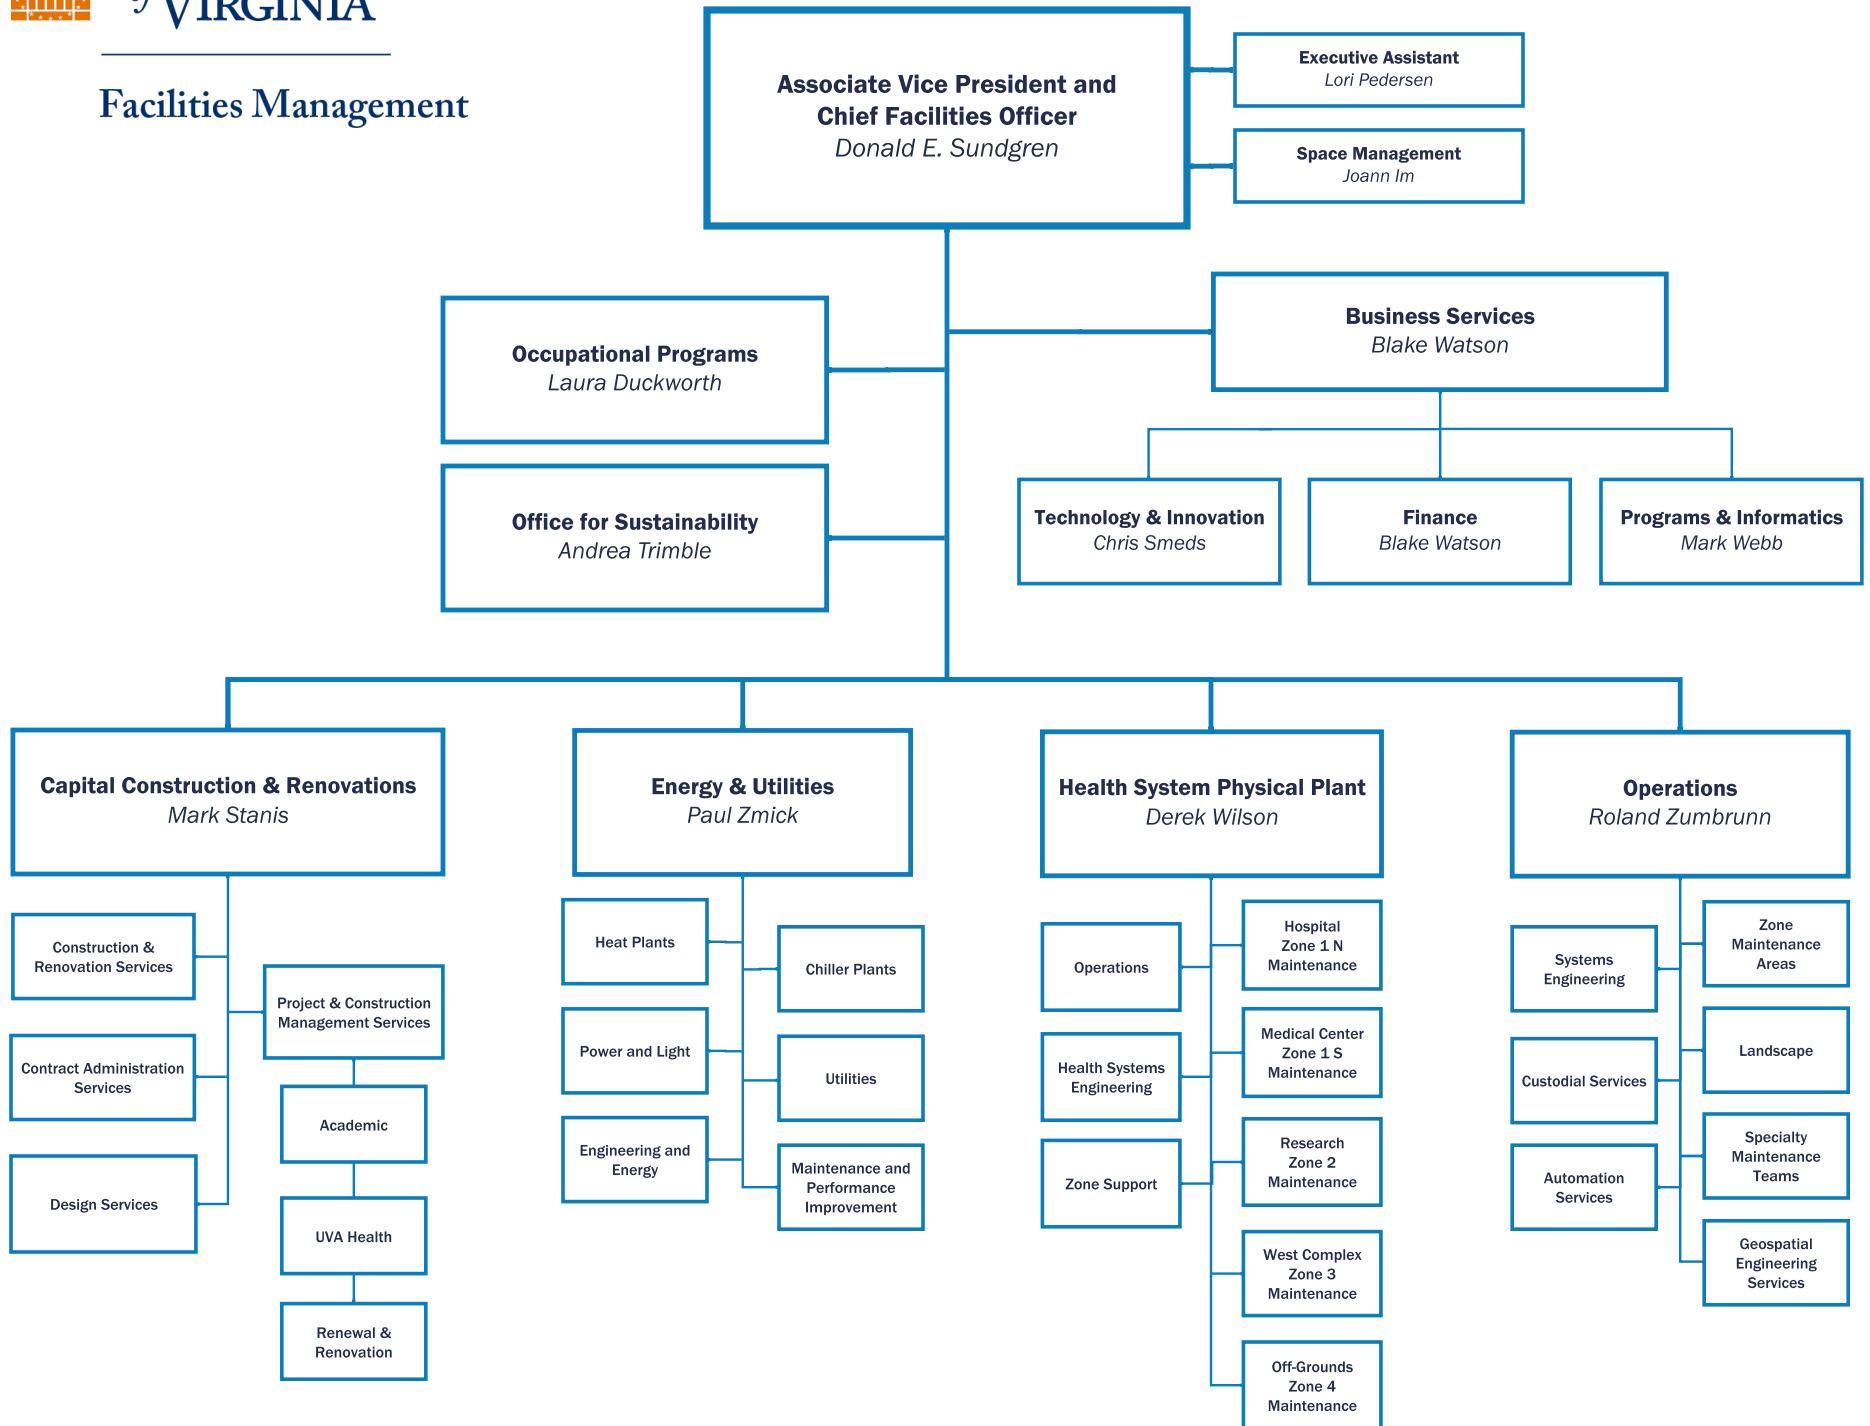 of VIRGINIA
Facilities Management
Associate Vice President and
Chief Facilities Officer
Donald E. Sundgren
Executive Assistant
Lori Pedersen
Space Management
Joann Im
Occupational Programs
Laura Duckworth
Business Services
Blake Watson
Office for Sustainability
Andrea Trimble
Technology & Innovation
Chris Smeds
Finance
Blake Watson
Programs & Informatics
Mark Webb
Capital Construction & Renovations
Mark Stanis
Construction &
Renovation Services
Project & Construction
Management Services
Contract Administration
Services
Academic
Design Services
UVA Health
Renewal &
Renovation
Energy & Utilities
Paul Zmick
Heat Plants
Chiller Plants
Power and Light
Utilities
Engineering and
Energy
Maintenance and
Performance
Improvement
Health System Physical Plant
Derek Wilson
Operations
Hospital
Zone 1 N
Maintenance
Health Systems
Engineering
Medical Center
Zone 1 S
Maintenance
Zone Support
Research
Zone 2
Maintenance
West Complex
Zone 3
Maintenance
Off-Grounds
Zone 4
Maintenance
Operations
Roland Zumbrunn
Systems
Engineering
Zone
Maintenance
Areas
Custodial Services
Landscape
Automation
Services
Specialty
Maintenance
Teams
Geospatial
Engineering
Services